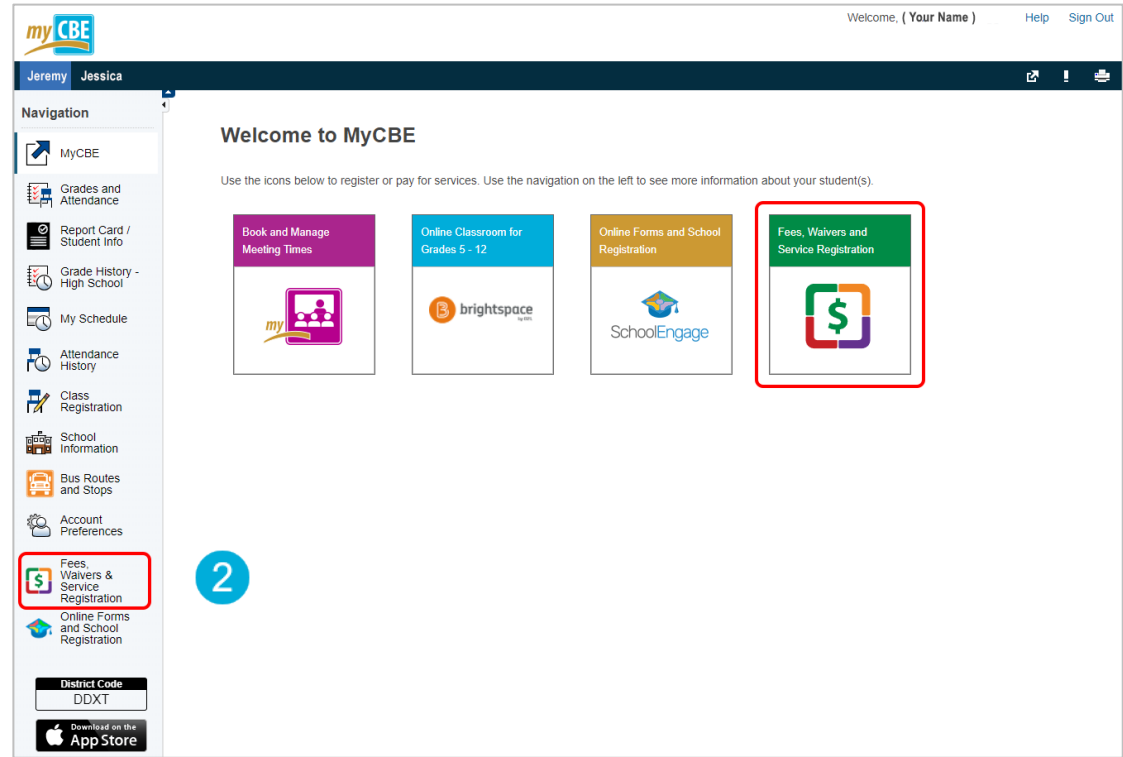 my CBE
Welcome, ( Your Name )
Help
Sign Out
Jeremy
Jessica
Navigation
MyCBE
Grades and
Attendance
Report Card /
Student Info
Grade History -
High School
My Schedule
Attendance
History
Class
Registration
School
Information
Bus Routes
and Stops
Account
Preferences
Fees,
Waivers &
Service
Registration
Online Forms
and School
Registration
District Code
DDXT
Download on the
App Store
Welcome to MyCBE
Use the icons below to register or pay for services. Use the navigation on the left to see more information about your student(s).
Book and Manage
Meeting Times
my
Online Classroom for
Grades 5 - 12
B brightspace
Online Forms and School
Registration
SchoolEngage
Fees, Waivers and
Service Registration
$
2